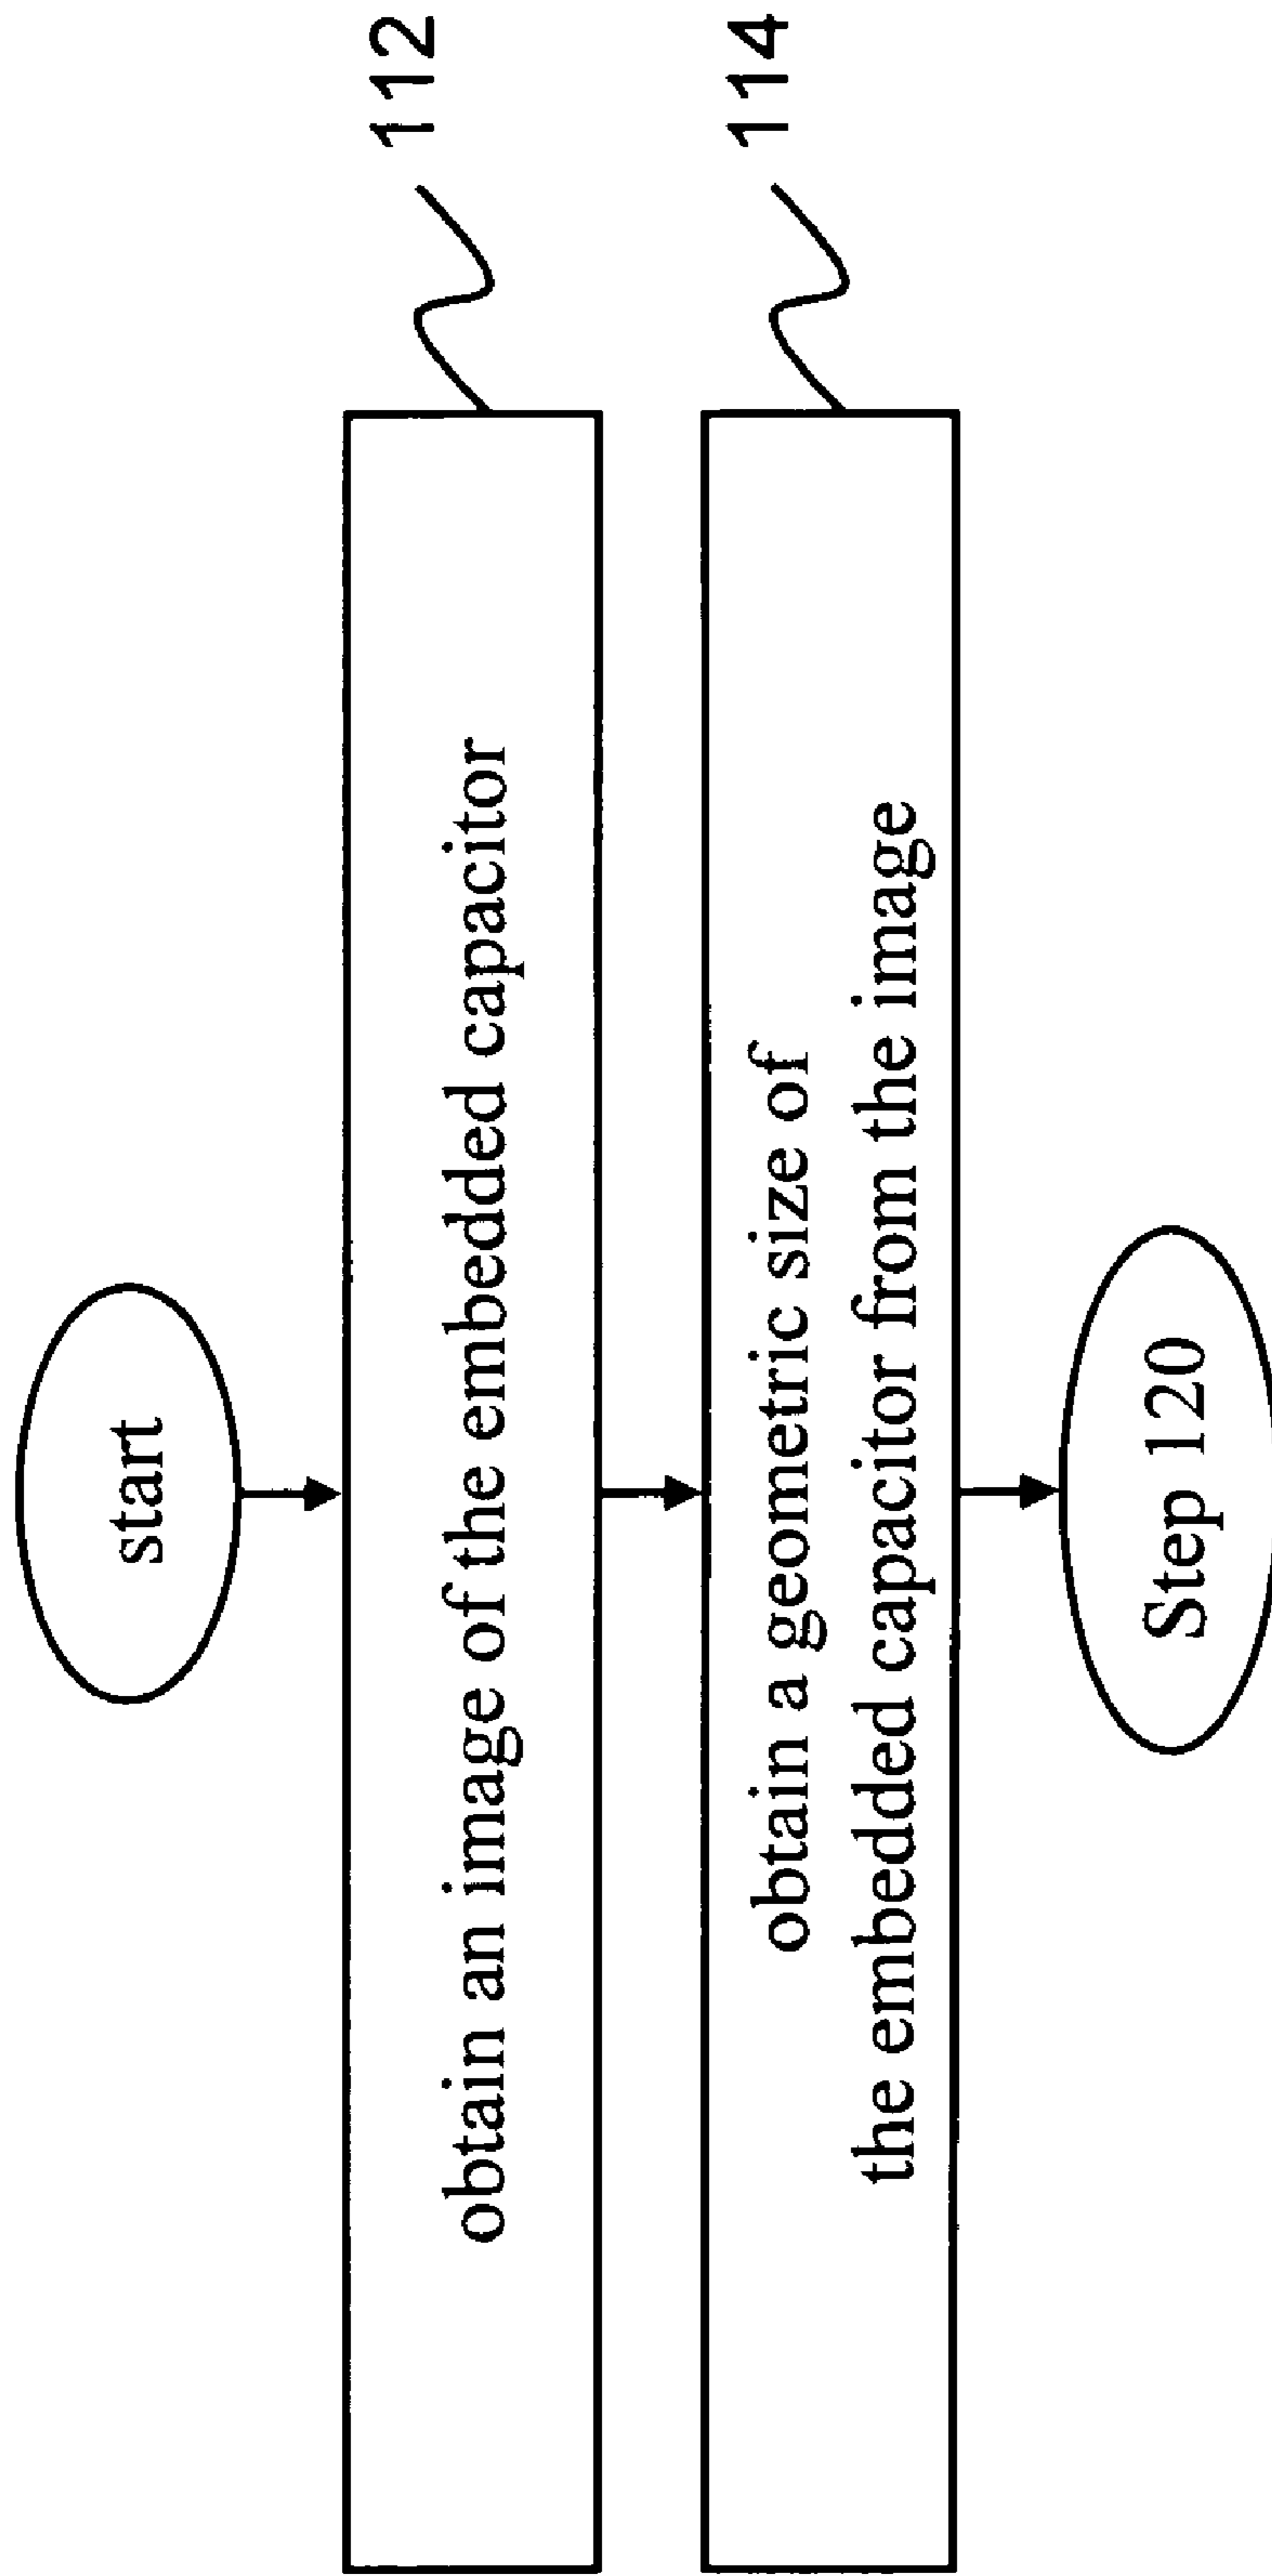 start
obtain an image of the embedded capacitor
112
obtain a geometric size of
the embedded capacitor from the image
114
Step 120